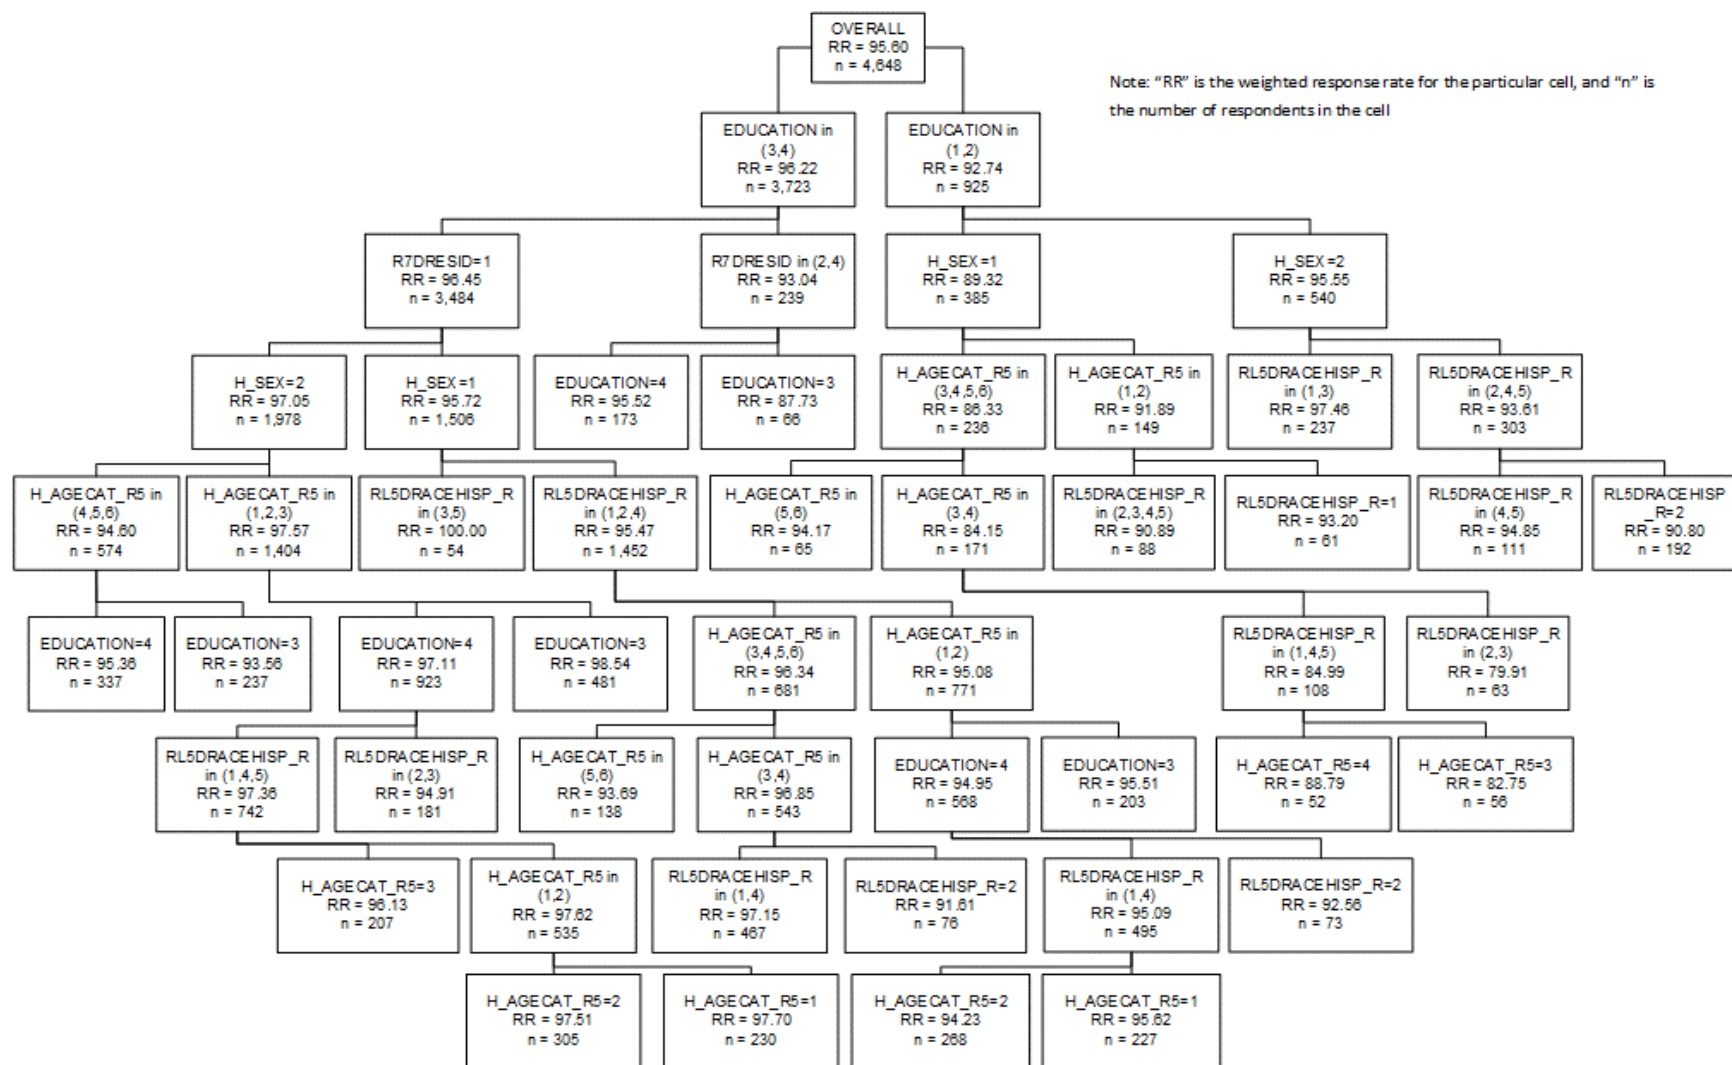 OVERALL
RR = 95.60
n = 4,648
Note: “RR” is the weighted response rate for the particular cell, and “n” is
the number of respondents in the cell
EDUCATION in
(3,4)
RR = 96.22
n = 3,723
EDUCATION in
(1,2)
RR = 92.74
n = 925
R7DRESID=1
RR = 96.45
n = 3,484
R7DRESID in (2,4)
RR = 93.04
n = 239
H_SEX=1
RR = 89.32
n = 385
H_SEX=2
RR = 95.55
n = 540
H_SEX=2
RR = 97.05
n = 1,978
H_SEX=1
RR = 95.72
n = 1,506
EDUCATION=4
RR = 95.52
n = 173
EDUCATION=3
RR = 87.73
n = 66
H_AGECAT_R5 in
(3,4,5,6)
RR = 86.33
n = 236
H_AGECAT_R5 in
(1,2)
RR = 91.89
n = 149
RL5DRACEHISP_R
in (1,3)
RR = 97.46
n = 237
RL5DRACEHISP_R
in (2,4,5)
RR = 93.61
n = 303
H_AGECAT_R5 in
(4,5,6)
RR = 94.60
n = 574
H_AGECAT_R5 in
(1,2,3)
RR = 97.57
n = 1,404
RL5DRACEHISP_R
in (3,5)
RR = 100.00
n = 54
RL5DRACEHISP_R
in (1,2,4)
RR = 95.47
n = 1,452
H_AGECAT_R5 in
(5,6)
RR = 94.17
n = 65
H_AGECAT_R5 in
(3,4)
RR = 84.15
n = 171
RL5DRACEHISP_R
in (2,3,4,5)
RR = 90.89
n = 88
RL5DRACEHISP_R=1
RR = 93.20
n = 61
RL5DRACEHISP_R
in (4,5)
RR = 94.85
n = 111
RL5DRACEHISP
_R=2
RR = 90.80
n = 192
EDUCATION=4
RR = 95.36
n = 337
EDUCATION=3
RR = 93.56
n = 237
EDUCATION=4
RR = 97.11
n = 923
EDUCATION=3
RR = 98.54
n = 481
H_AGECAT_R5 in
(3,4,5,6)
RR = 96.34
n = 681
H_AGECAT_R5 in
(1,2)
RR = 95.08
n = 771
RL5DRACEHISP_R
in (1,4,5)
RR = 84.99
n = 108
RL5DRACEHISP_R
in (2,3)
RR = 79.91
n = 63
RL5DRACEHISP_R
in (1,4,5)
RR = 97.36
n = 742
RL5DRACEHISP_R
in (2,3)
RR = 94.91
n = 181
H_AGECAT_R5 in
(5,6)
RR = 93.69
n = 138
H_AGECAT_R5 in
(3,4)
RR = 96.85
n = 543
EDUCATION=4
RR = 94.95
n = 568
EDUCATION=3
RR = 95.51
n = 203
H_AGECAT_R5=4
RR = 88.79
n = 52
H_AGECAT_R5=3
RR = 82.75
n = 56
H_AGECAT_R5=3
RR = 96.13
n = 207
H_AGECAT_R5 in
(1,2)
RR = 97.62
n = 535
RL5DRACEHISP_R
in (1,4)
RR = 97.15
n = 467
RL5DRACEHISP_R=2
RR = 91.61
n = 76
RL5DRACEHISP_R
in (1,4)
RR = 95.09
n = 495
RL5DRACEHISP_R=2
RR = 92.56
n = 73
H_AGECAT_R5=2
RR = 97.51
n = 305
H_AGECAT_R5=1
RR = 97.70
n = 230
H_AGECAT_R5=2
RR = 94.23
n = 268
H_AGECAT_R5=1
RR = 95.62
n = 227